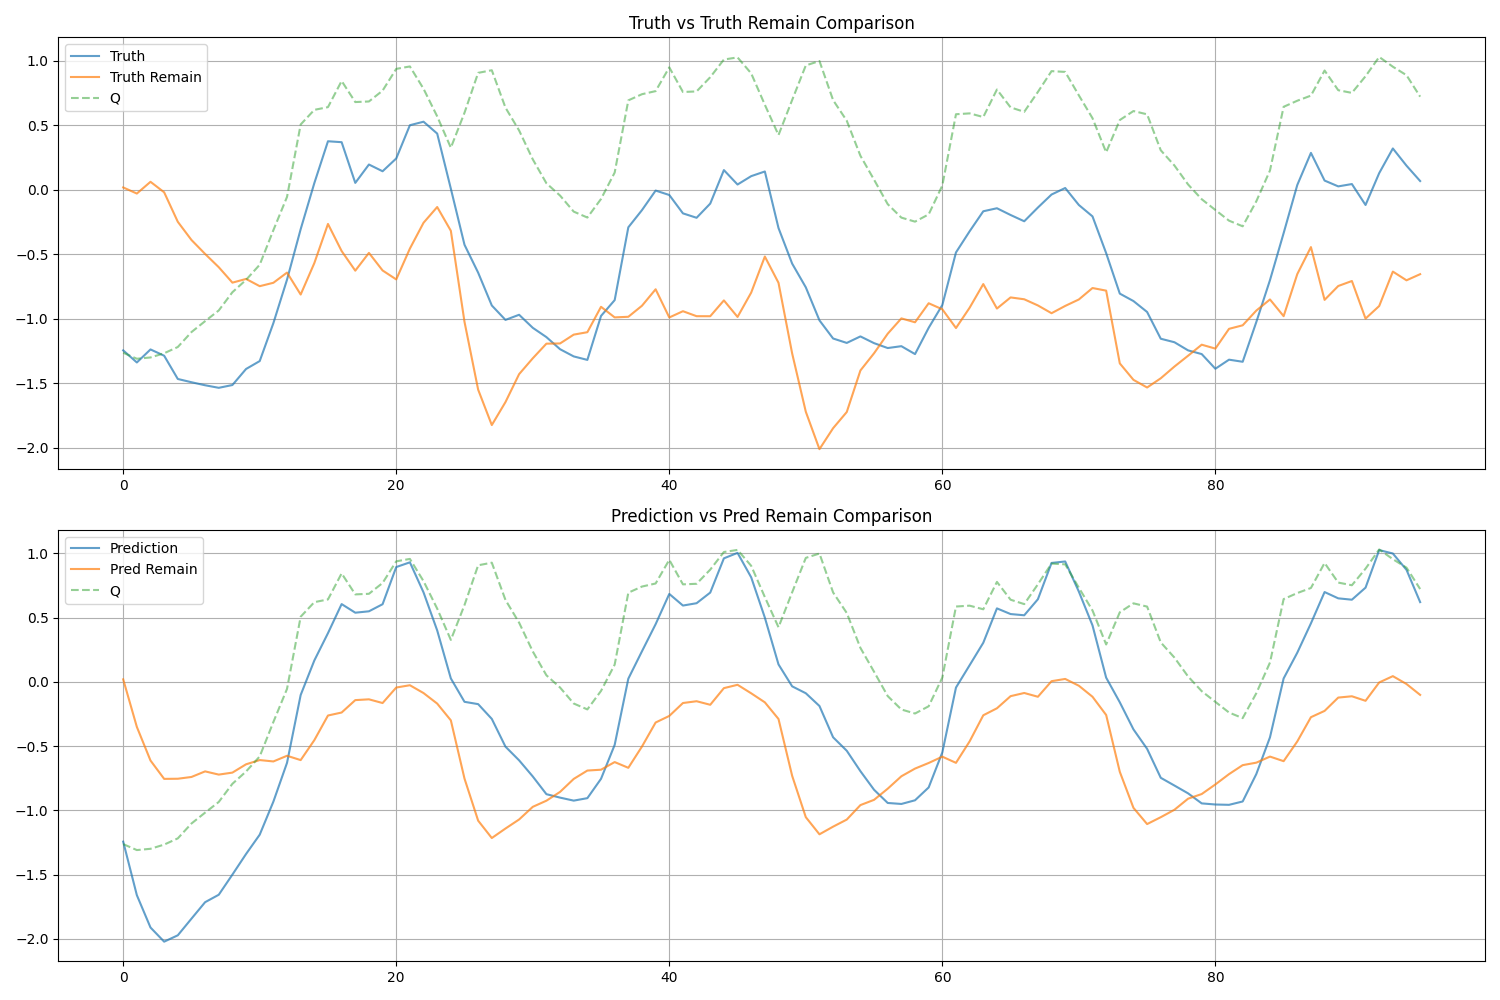 Truth vs Truth Remain Comparison
Truth
Truth Remain
Q
1.0
0.5
0.0
−0.5
−1.0
−1.5
−2.0
0 20 40 60 80
Prediction vs Pred Remain Comparison
Prediction
Pred Remain
Q
1.0
0.5
0.0
−0.5
−1.0
−1.5
−2.0
0 20 40 60 80